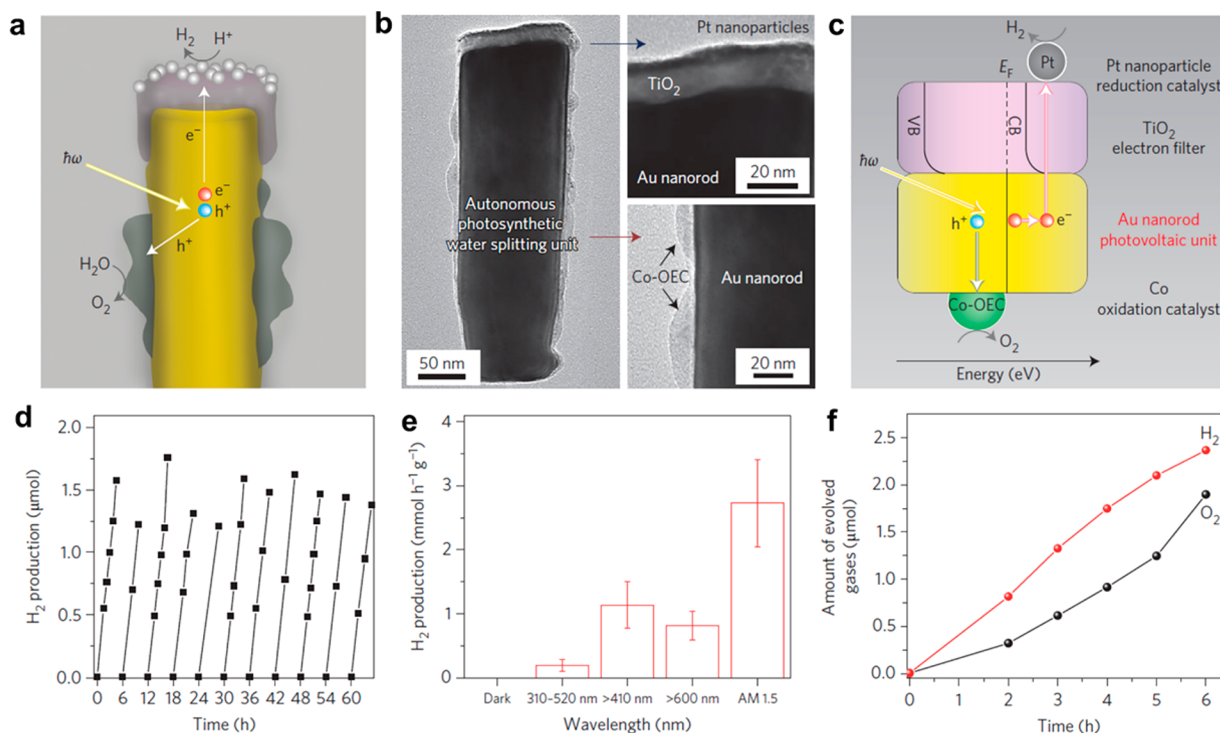 a
H2 H+
e−
ħω
e−
h+
h+
H2O
O2
b
Pt nanoparticles
TiO2
Au nanorod
20 nm
Autonomous
photosynthetic
water splitting unit
Co-OEC
Au nanorod
50 nm
20 nm
c
H2
Pt
EF
VB
CB
ħω
h+
e−
Co-OEC
O2
Energy (eV)
Pt nanoparticle
reduction catalyst
TiO2
electron filter
Au nanorod
photovoltaic unit
Co
oxidation catalyst
d
H2 production (μmol)
2.0
1.5
1.0
0.5
0.0
0 6 12 18 24 30 36 42 48 54 60
Time (h)
e
H2 production (mmol h−1 g−1)
4
3
2
1
0
Dark 310–520 nm >410 nm >600 nm AM 1.5
Wavelength (nm)
f
Amount of evolved
gases (μmol)
2.5
2.0
1.5
1.0
0.5
0.0
H2
O2
0 1 2 3 4 5 6
Time (h)